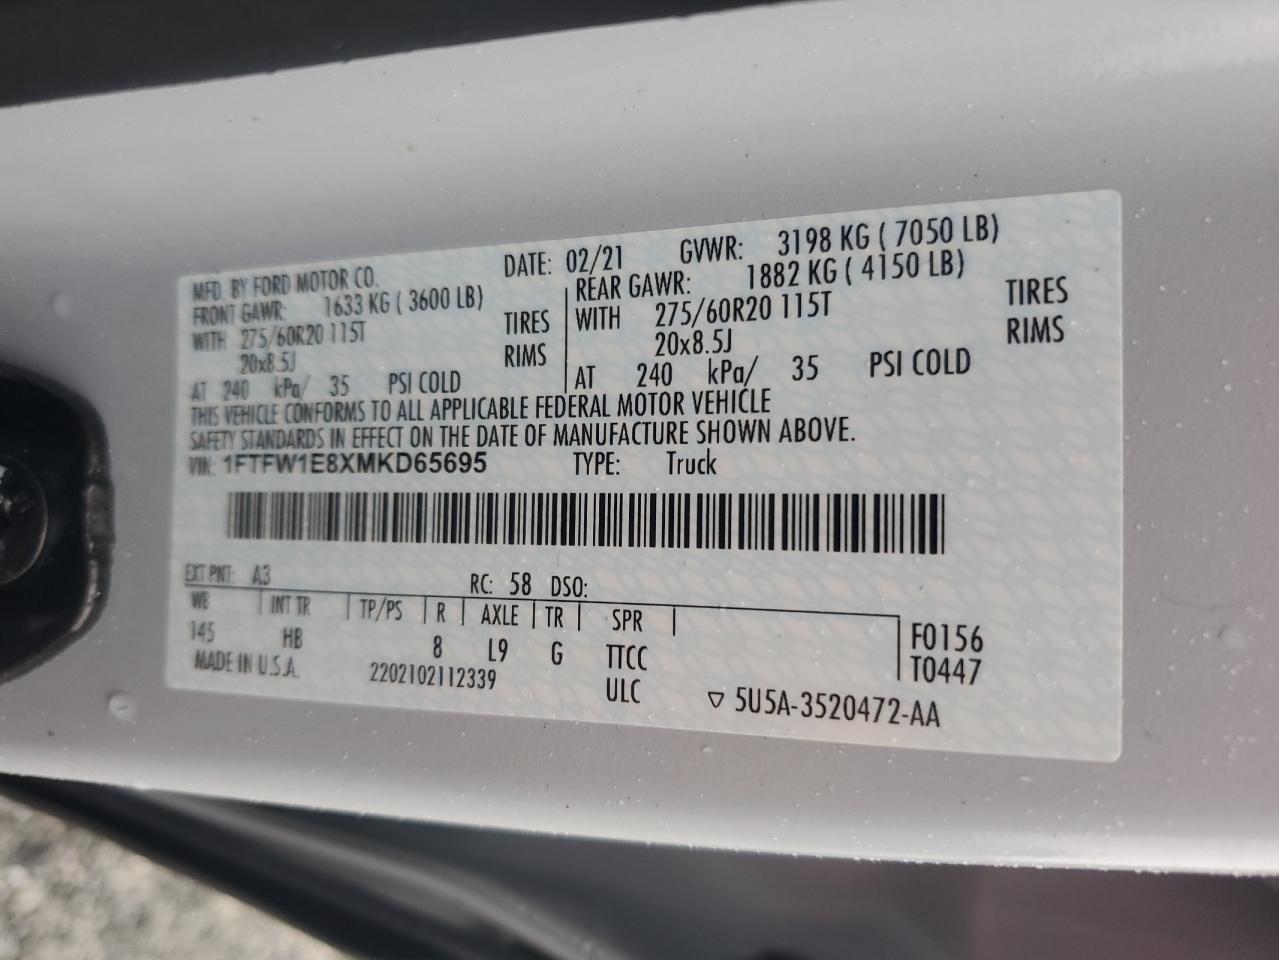 MFD. BY FORD MOTOR CO. DATE: 02/21 GVWR: 3198 KG ( 7050 LB)
FRONT GAWR: 1633 KG ( 3600 LB) REAR GAWR: 1882 KG ( 4150 LB)
WITH 275/60R20 115T TIRES WITH 275/60R20 115T TIRES
20x8.5J RIMS 20x8.5J RIMS
AT 240 kPa/ 35 PSI COLD AT 240 kPa/ 35 PSI COLD
THIS VEHICLE CONFORMS TO ALL APPLICABLE FEDERAL MOTOR VEHICLE
SAFETY STANDARDS IN EFFECT ON THE DATE OF MANUFACTURE SHOWN ABOVE.
VIN: 1FTFW1E8XMKD65695 TYPE: Truck
EXT PNT: A3 RC: 58 DSO:
WB INT TR TP/PS R AXLE TR SPR F0156
145 HB 8 L9 G TTCC T0447
MADE IN U.S.A. 2202102112339 ULC ▽ 5U5A-3520472-AA